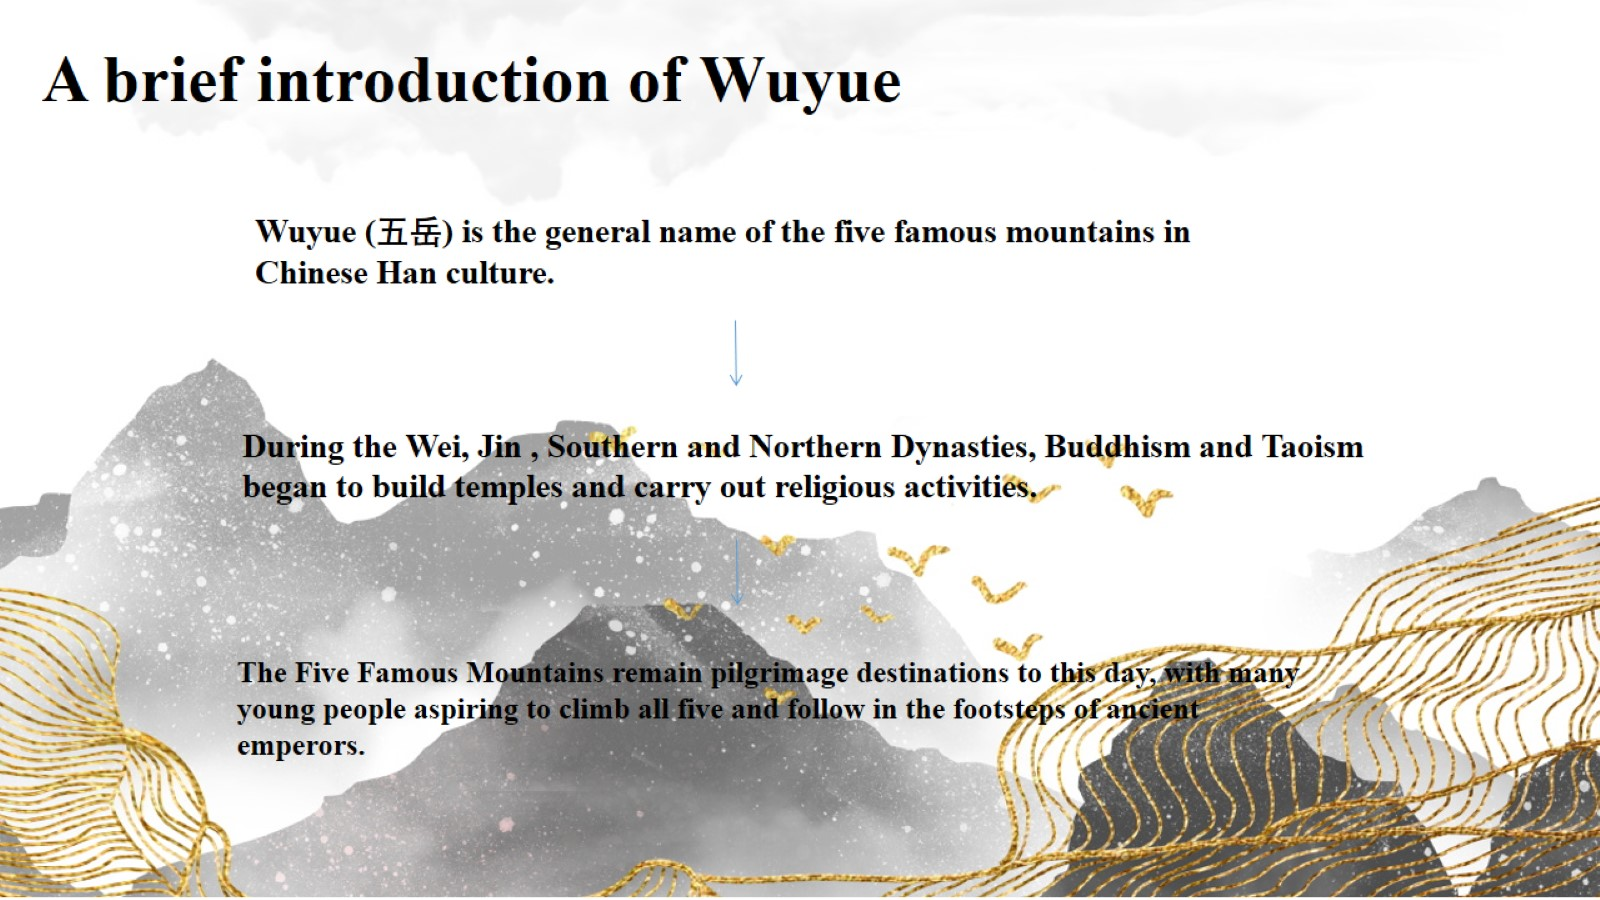 A brief introduction of Wuyue
Wuyue (五岳) is the general name of the five famous mountains in
Chinese Han culture.
During the Wei, Jin , Southern and Northern Dynasties, Buddhism and Taoism
began to build temples and carry out religious activities.
The Five Famous Mountains remain pilgrimage destinations to this day, with many
young people aspiring to climb all five and follow in the footsteps of ancient
emperors.